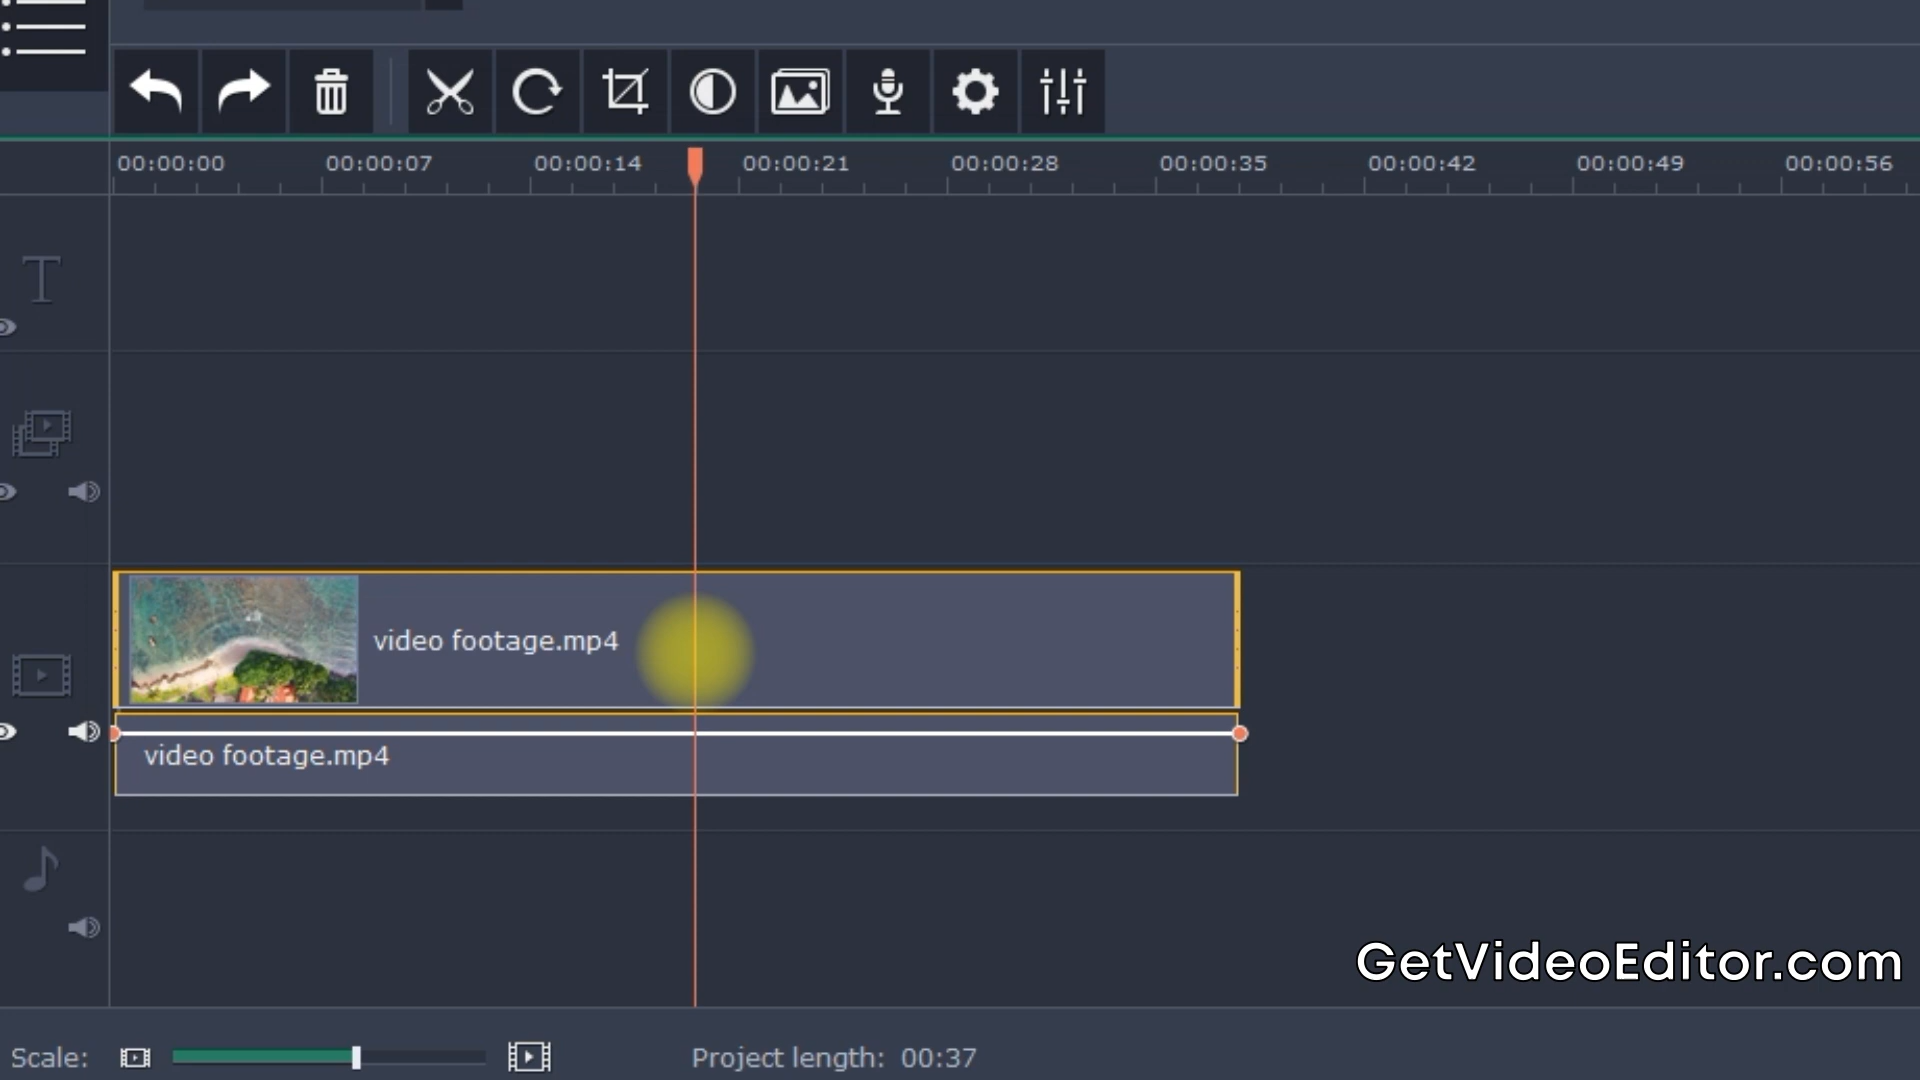 00:00:00 00:00:07 00:00:14 00:00:21 00:00:28 00:00:35 00:00:42 00:00:49 00:00:56
T
video footage.mp4
video footage.mp4
GetVideoEditor.com
Scale: Project length: 00:37